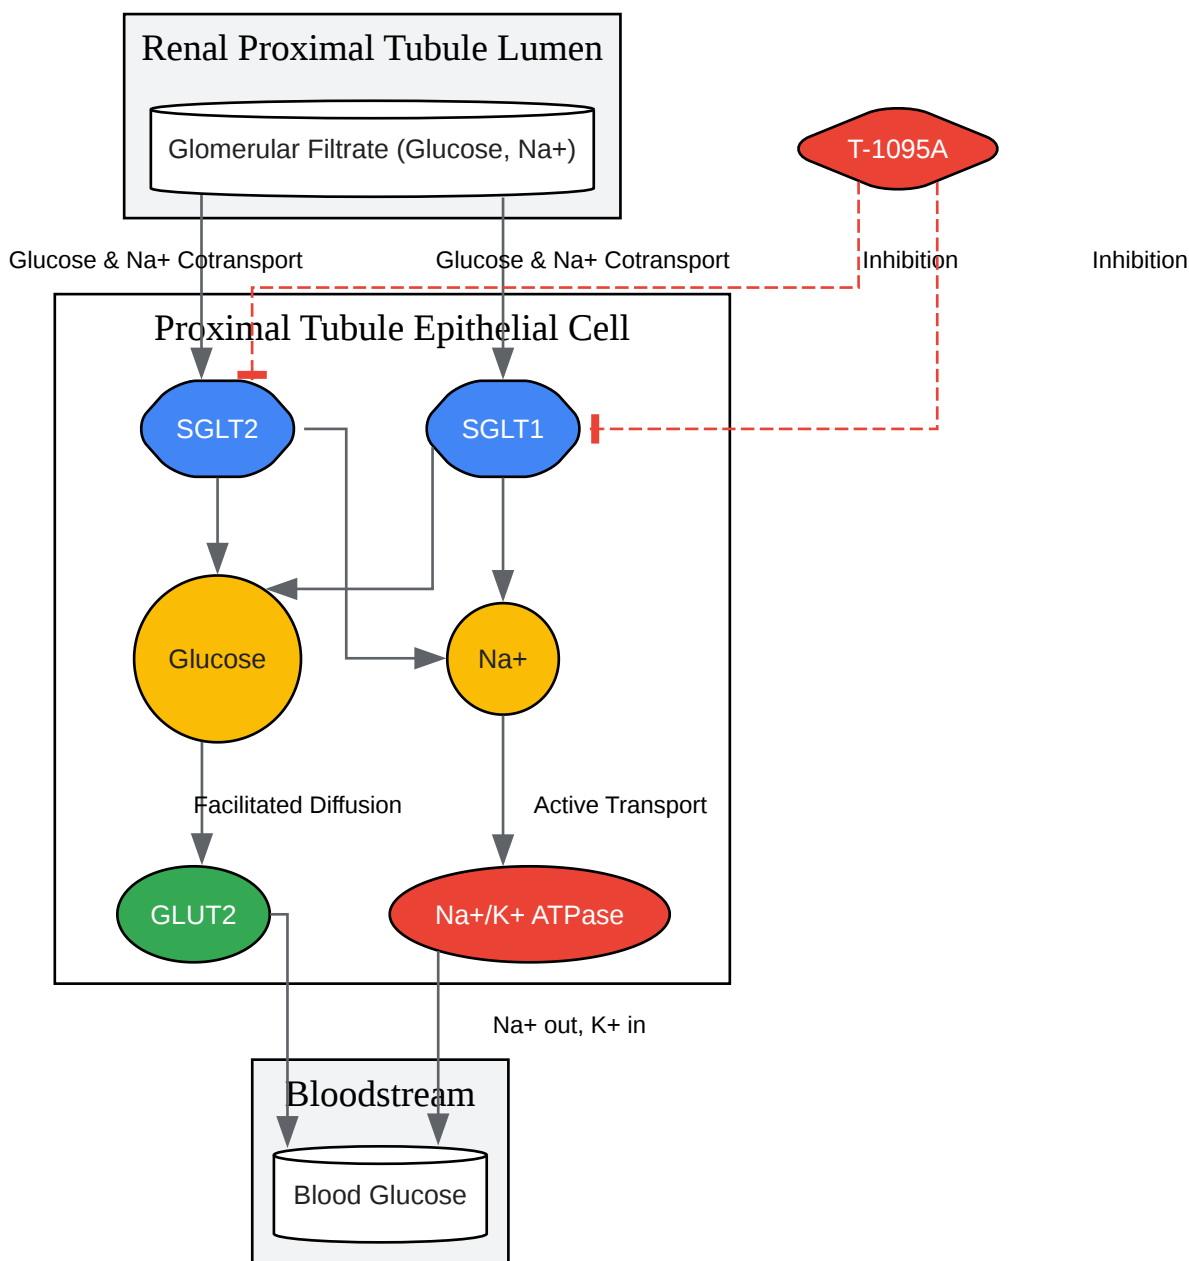 Renal Proximal Tubule Lumen
Glomerular Filtrate (Glucose, Na+)
T-1095A
Glucose & Na+ Cotransport
Glucose & Na+ Cotransport
Inhibition
Inhibition
Proximal Tubule Epithelial Cell
SGLT2
SGLT1
Glucose
Na+
Facilitated Diffusion
Active Transport
GLUT2
Na+/K+ ATPase
Na+ out, K+ in
Bloodstream
Blood Glucose